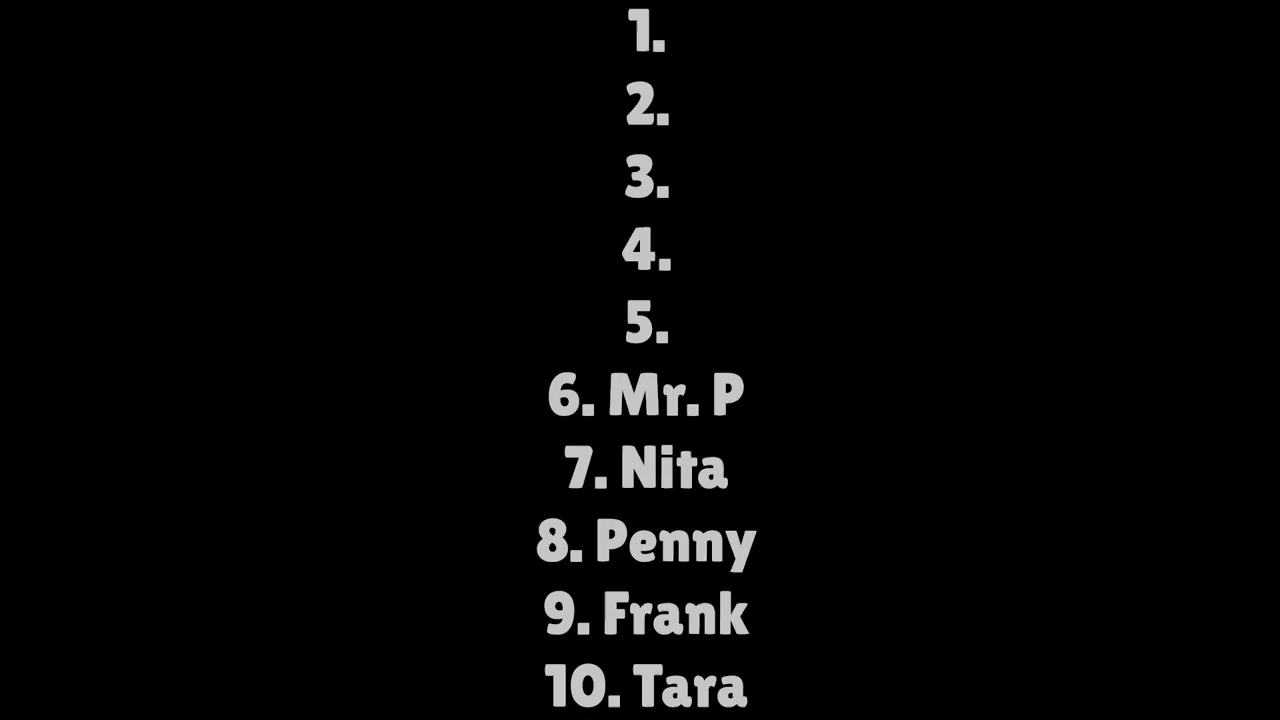 1.
2.
3.
4.
5.
6. Mr. P
7. Nita
8. Penny
9. Frank
10. Tara